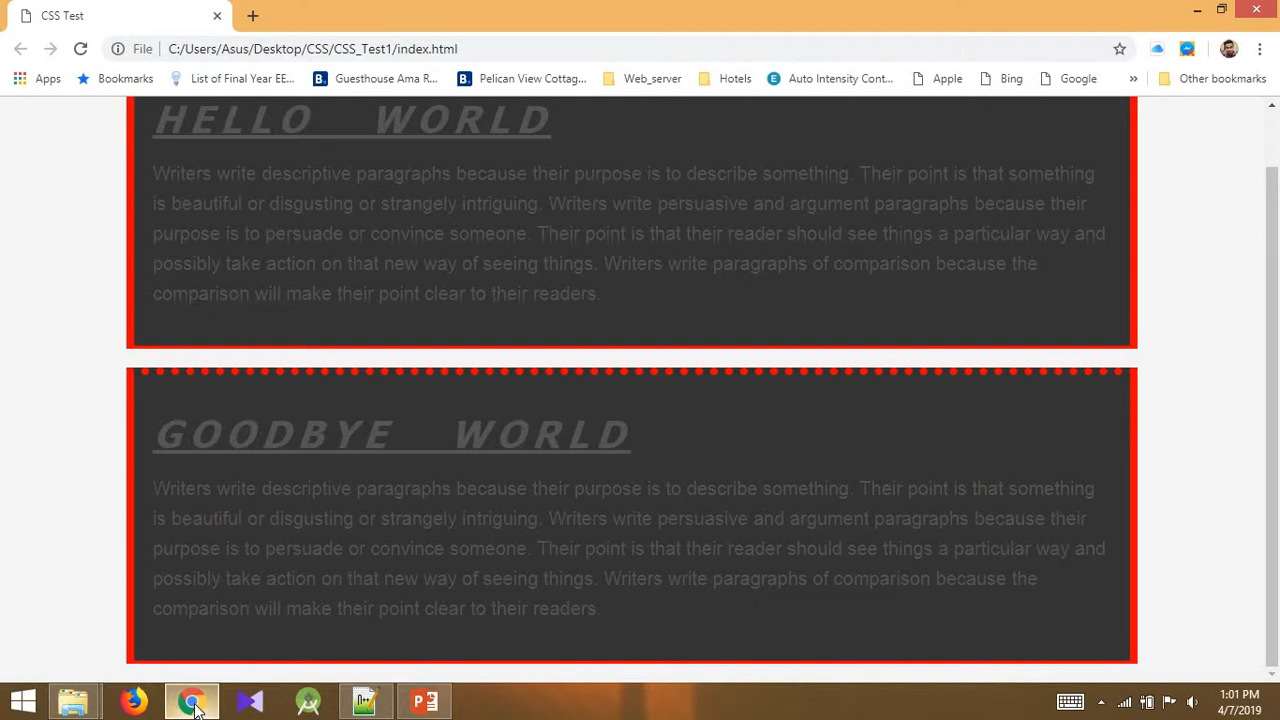 CSS Test
File C:/Users/Asus/Desktop/CSS/CSS_Test1/index.html
Apps Bookmarks List of Final Year EE... Guesthouse Ama R... Pelican View Cottag... Web_server Hotels Auto Intensity Cont... Apple Bing Google » Other bookmarks
HELLO WORLD
Writers write descriptive paragraphs because their purpose is to describe something. Their point is that something
is beautiful or disgusting or strangely intriguing. Writers write persuasive and argument paragraphs because their
purpose is to persuade or convince someone. Their point is that their reader should see things a particular way and
possibly take action on that new way of seeing things. Writers write paragraphs of comparison because the
comparison will make their point clear to their readers.
GOODBYE WORLD
Writers write descriptive paragraphs because their purpose is to describe something. Their point is that something
is beautiful or disgusting or strangely intriguing. Writers write persuasive and argument paragraphs because their
purpose is to persuade or convince someone. Their point is that their reader should see things a particular way and
possibly take action on that new way of seeing things. Writers write paragraphs of comparison because the
comparison will make their point clear to their readers.
1:01 PM
4/7/2019